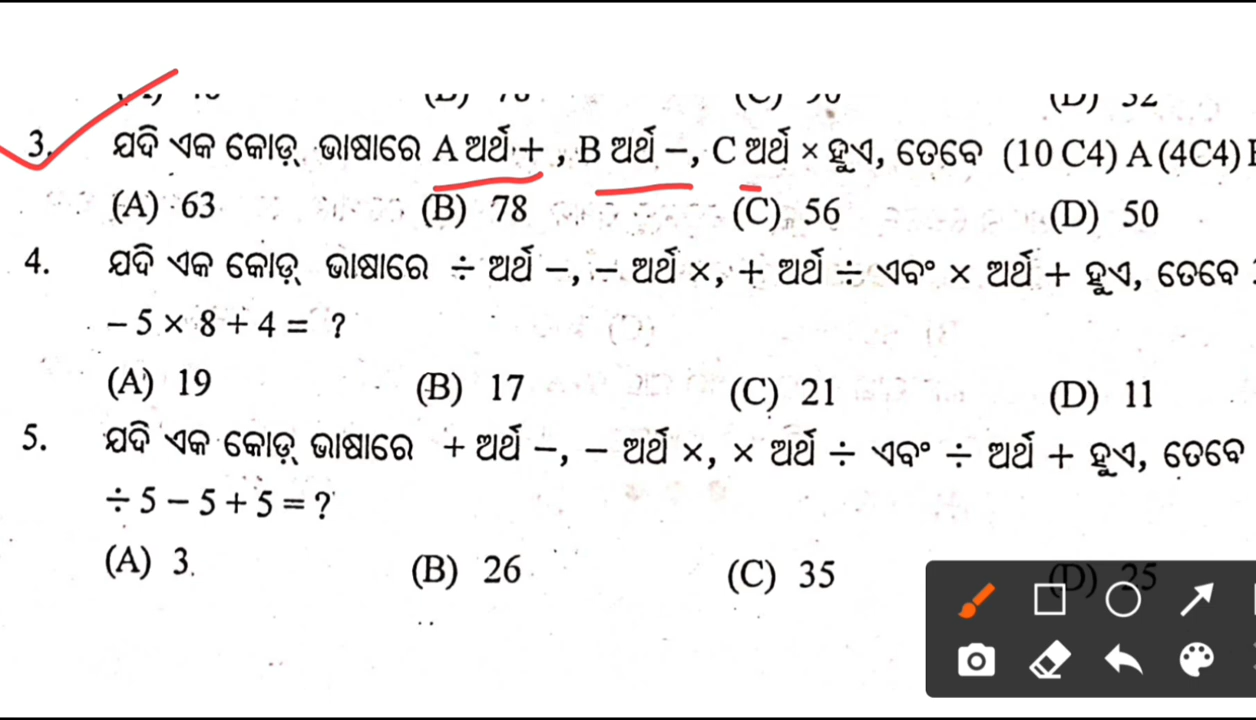 3. ଯଦି ଏକ କୋଡ୍ ଭାଷାରେ A ଅର୍ଥ + , B ଅର୍ଥ −, C ଅର୍ଥ × ହୁଏ, ତେବେ (10 C4) A (4C4)
(A) 63 (B) 78 (C) 56 (D) 50
4. ଯଦି ଏକ କୋଡ୍ ଭାଷାରେ ÷ ଅର୍ଥ −, − ଅର୍ଥ ×, + ଅର୍ଥ ÷ ଏବଂ × ଅର୍ଥ + ହୁଏ, ତେବେ
− 5 × 8 + 4 = ?
(A) 19 (B) 17 (C) 21 (D) 11
5. ଯଦି ଏକ କୋଡ୍ ଭାଷାରେ + ଅର୍ଥ −, − ଅର୍ଥ ×, × ଅର୍ଥ ÷ ଏବଂ ÷ ଅର୍ଥ + ହୁଏ, ତେବେ
÷ 5 − 5 + 5 = ?
(A) 3. (B) 26 (C) 35 (D) 25